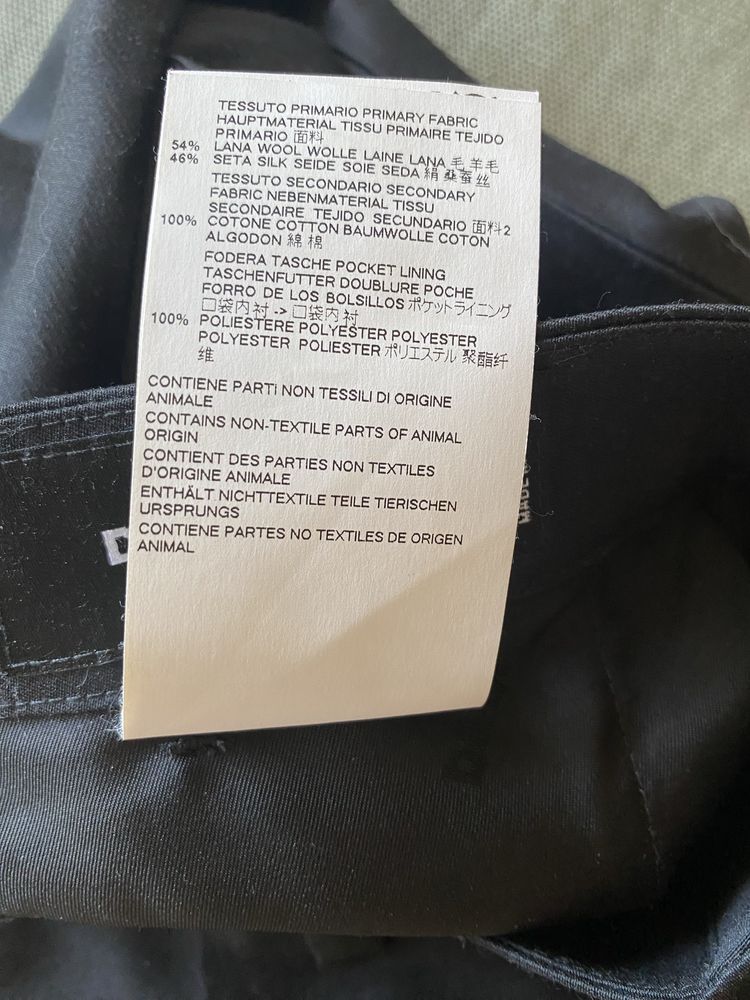 TESSUTO PRIMARIO PRIMARY FABRIC
HAUPTMATERIAL TISSU PRIMAIRE TEJIDO
PRIMARIO 面料
54% LANA WOOL WOLLE LAINE LANA 毛 羊毛
46% SETA SILK SEIDE SOIE SEDA 絹 桑蚕丝
TESSUTO SECONDARIO SECONDARY
FABRIC NEBENMATERIAL TISSU
SECONDAIRE TEJIDO SECUNDARIO 面料2
100% COTONE COTTON BAUMWOLLE COTON
ALGODON 綿 棉
FODERA TASCHE POCKET LINING
TASCHENFUTTER DOUBLURE POCHE
FORRO DE LOS BOLSILLOS ポケットライニング
口袋内衬 -> 口袋内衬
100% POLIESTERE POLYESTER POLYESTER
POLYESTER POLIESTER ポリエステル 聚酯纤
维
CONTIENE PARTI NON TESSILI DI ORIGINE
ANIMALE
CONTAINS NON-TEXTILE PARTS OF ANIMAL
ORIGIN
CONTIENT DES PARTIES NON TEXTILES
D'ORIGINE ANIMALE
ENTHÄLT NICHTTEXTILE TEILE TIERISCHEN
URSPRUNGS
CONTIENE PARTES NO TEXTILES DE ORIGEN
ANIMAL
MADE